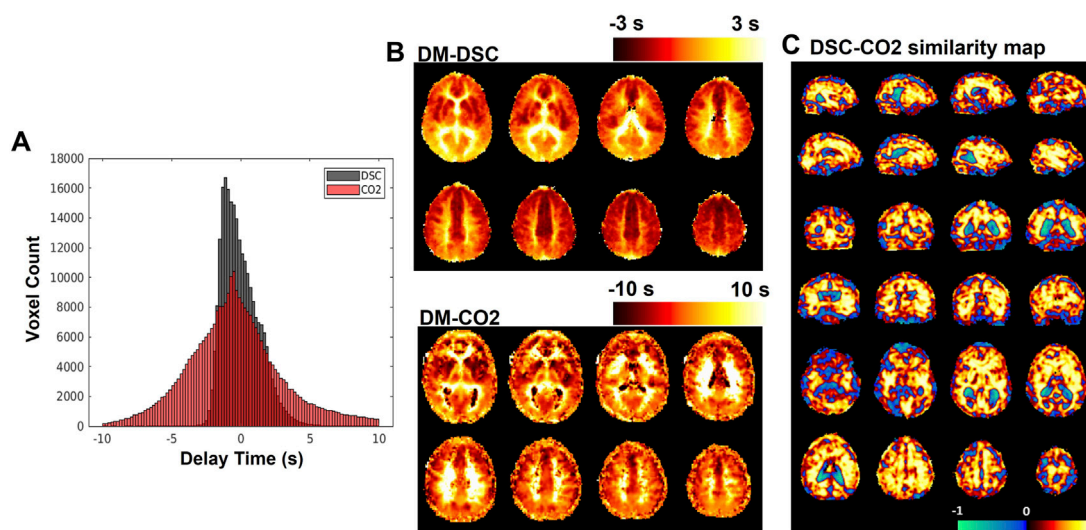 A
18000
16000
14000
12000
10000
8000
6000
4000
2000
0
Voxel Count
DSC
CO2
-10 -5 0 5 10
Delay Time (s)
B
DM-DSC
-3 s 3 s
DM-CO2
-10 s 10 s
C DSC-CO2 similarity map
-1 0